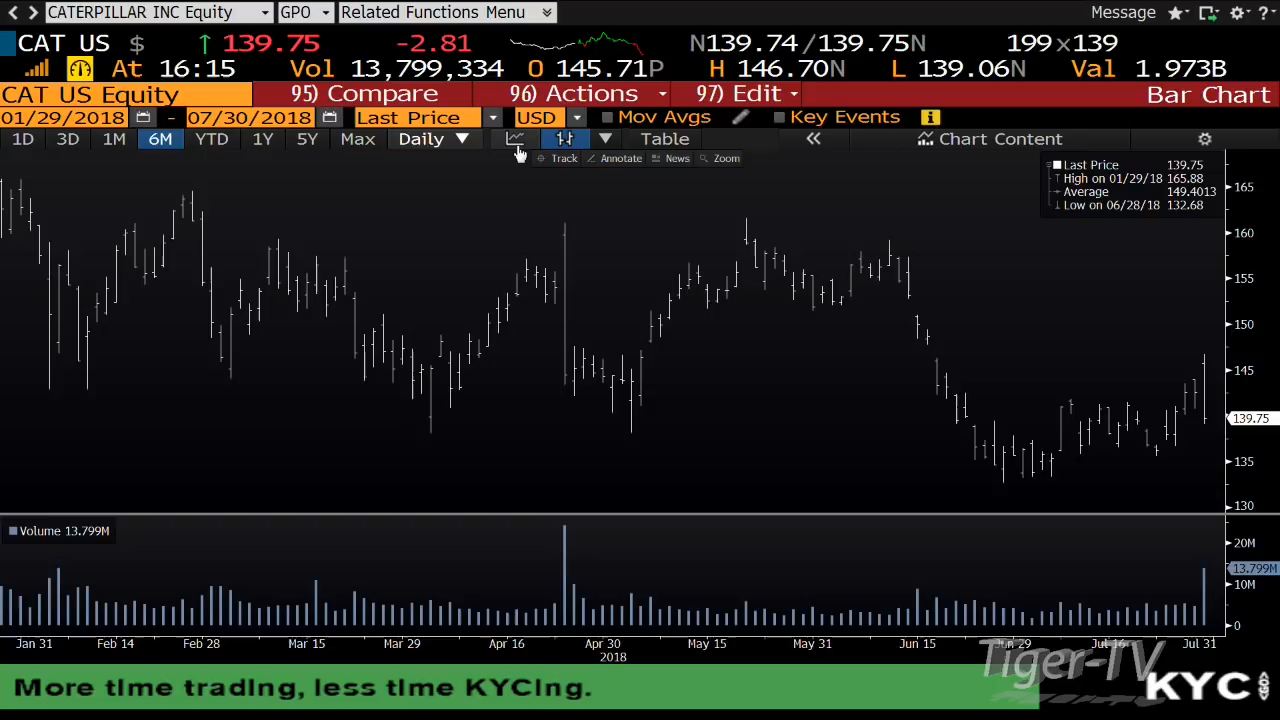 CATERPILLAR INC Equity GPO Related Functions Menu Message
CAT US $ ↑ 139.75 -2.81 N139.74/139.75N 199x139
At 16:15 Vol 13,799,334 O 145.71P H 146.70N L 139.06N Val 1.973B
CAT US Equity 95) Compare 96) Actions 97) Edit Bar Chart
01/29/2018 - 07/30/2018 Last Price USD Mov Avgs Key Events
1D 3D 1M 6M YTD 1Y 5Y Max Daily ▼ Table « Chart Content
Track Annotate News Zoom
Last Price 139.75
High on 01/29/18 165.88
Average 149.4013
Low on 06/28/18 132.68
165
160
155
150
145
139.75
135
130
Volume 13.799M
20M
13.799M
10M
0
Jan 31 Feb 14 Feb 28 Mar 15 Mar 29 Apr 16 Apr 30 May 15 May 31 Jun 15 Jun 29 Jul 16 Jul 31
2018
Tiger-TV
More time trading, less time KYCing.
KYC